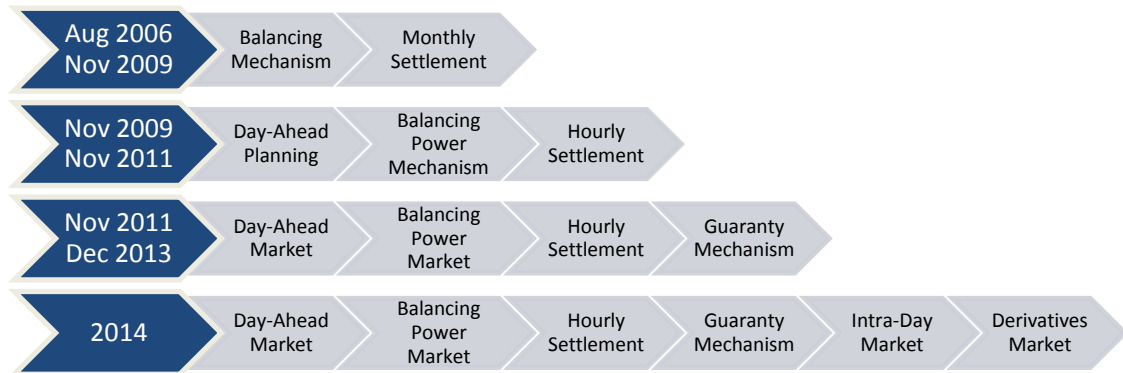 Aug 2006
Nov 2009
Balancing
Mechanism
Monthly
Settlement
Nov 2009
Nov 2011
Day-Ahead
Planning
Balancing
Power
Mechanism
Hourly
Settlement
Nov 2011
Dec 2013
Day-Ahead
Market
Balancing
Power
Market
Hourly
Settlement
Guaranty
Mechanism
2014
Day-Ahead
Market
Balancing
Power
Market
Hourly
Settlement
Guaranty
Mechanism
Intra-Day
Market
Derivatives
Market